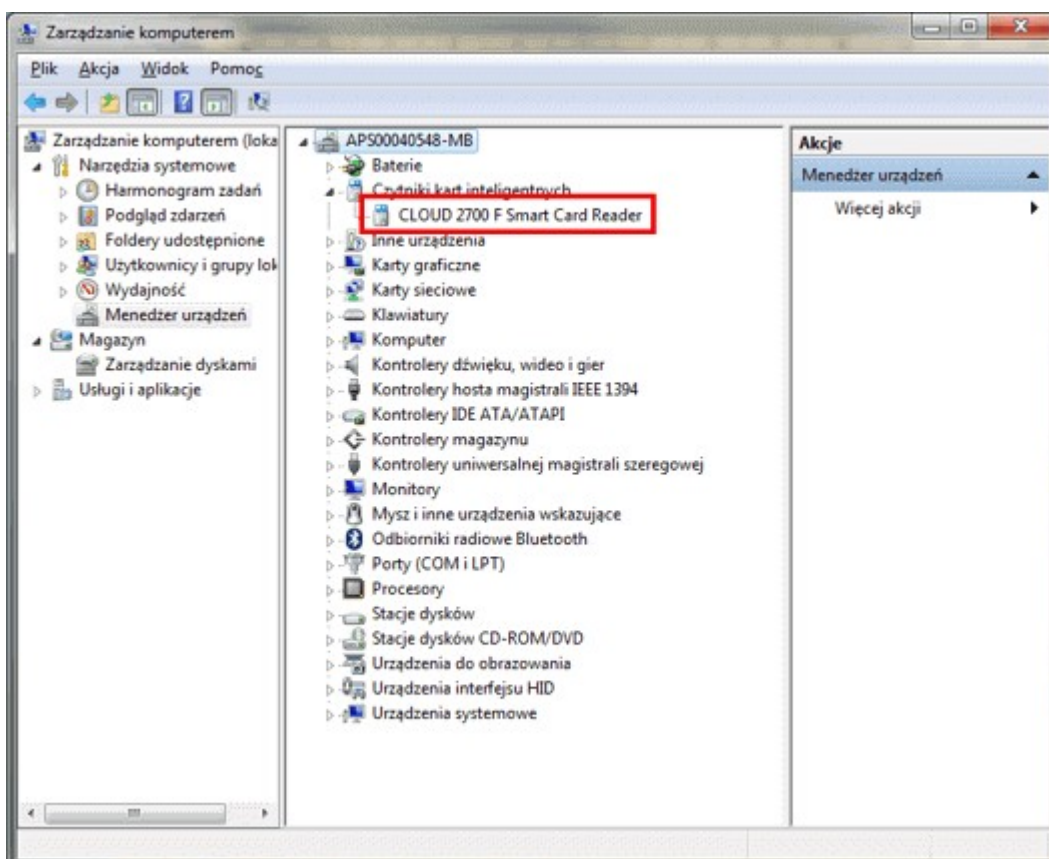 Zarządzanie komputerem
Plik Akcja Widok Pomoc
Zarządzanie komputerem (loka
Narzędzia systemowe
Harmonogram zadań
Podgląd zdarzeń
Foldery udostępnione
Użytkownicy i grupy lok
Wydajność
Menedżer urządzeń
Magazyn
Zarządzanie dyskami
Usługi i aplikacje
APS00040548-MB
Baterie
Czytniki kart inteligentnych
CLOUD 2700 F Smart Card Reader
Inne urządzenia
Karty graficzne
Karty sieciowe
Klawiatury
Komputer
Kontrolery dźwięku, wideo i gier
Kontrolery hosta magistrali IEEE 1394
Kontrolery IDE ATA/ATAPI
Kontrolery magazynu
Kontrolery uniwersalnej magistrali szeregowej
Monitory
Mysz i inne urządzenia wskazujące
Odbiorniki radiowe Bluetooth
Porty (COM i LPT)
Procesory
Stacje dysków
Stacje dysków CD-ROM/DVD
Urządzenia do obrazowania
Urządzenia interfejsu HID
Urządzenia systemowe
Akcje
Menedżer urządzeń
Więcej akcji